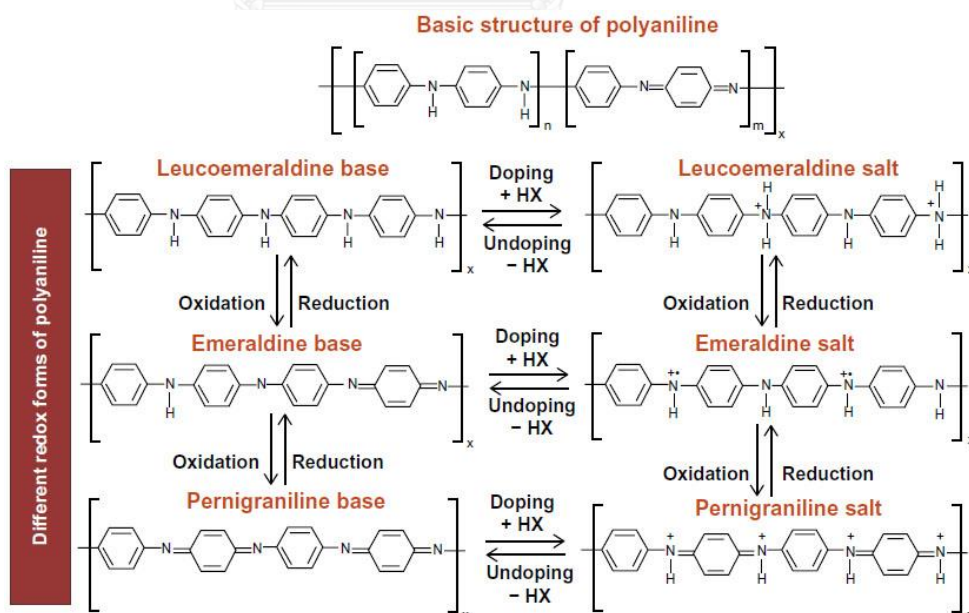 Basic structure of polyaniline
N N N N
H H n m x
Different redox forms of polyaniline
Leucoemeraldine base Doping Leucoemeraldine salt
+ HX
H H
N N N N N +N N +N
H H H H H H H H
x Undoping
− HX
Oxidation Reduction Oxidation Reduction
Emeraldine base Doping Emeraldine salt
+ HX
+• +•
N N N N N N N N
H H H H H
x Undoping
− HX
Oxidation Reduction Oxidation Reduction
Pernigraniline base Doping Pernigraniline salt
+ HX
+ + + +
N N N N N N N N
H H H H
Undoping
− HX